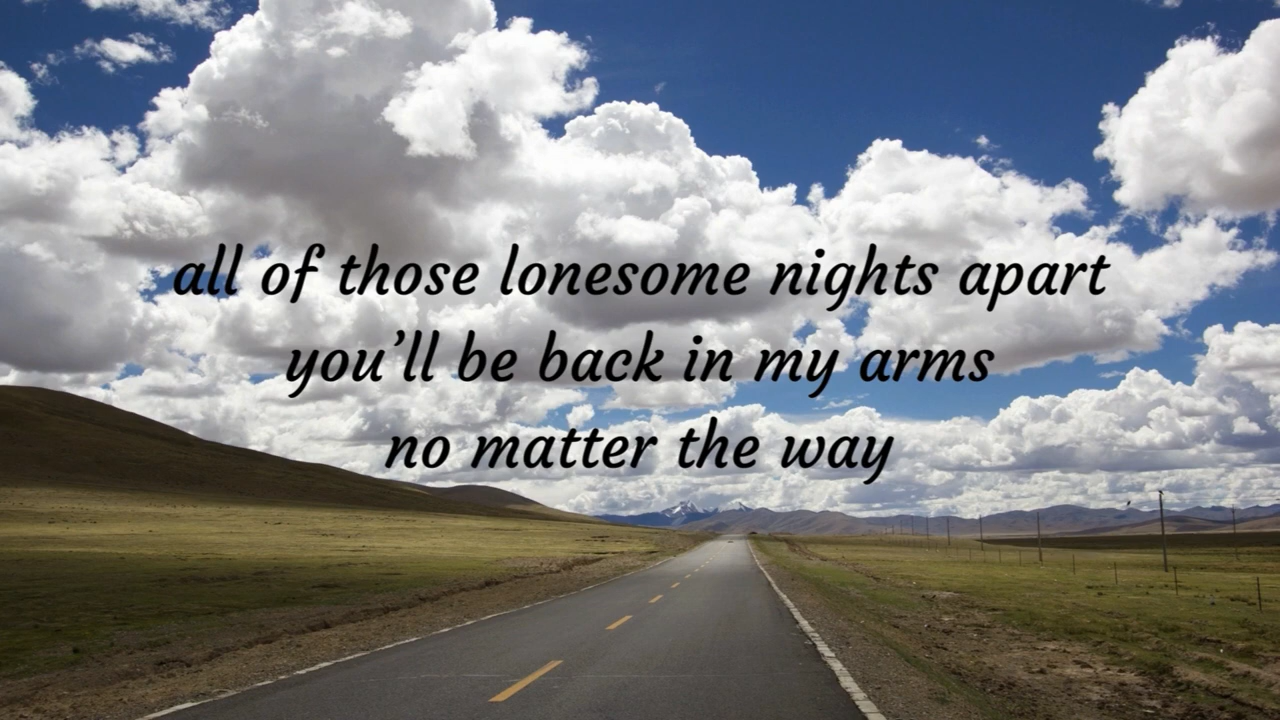 all of those lonesome nights apart
you’ll be back in my arms
no matter the way